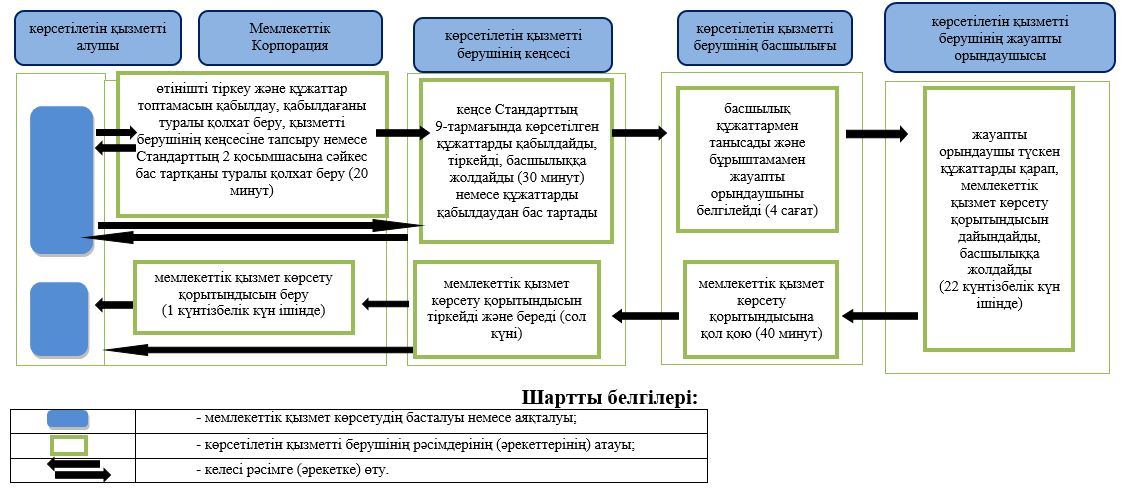 көрсетілетін қызметті
алушы
Мемлекеттік
Корпорация
көрсетілетін қызметті
берушінің кеңсесі
көрсетілетін қызметті
берушінің басшылығы
көрсетілетін қызметті
берушінің жауапты
орындаушысы
өтінішті тіркеу және құжаттар
топтамасын қабылдау, қабылдағаны
туралы қолхат беру, қызметті
берушінің кеңсесіне тапсыру немесе
Стандарттың 2 қосымшасына сәйкес
бас тартқаны туралы қолхат беру (20
минут)
кеңсе Стандарттың
9-тармағында көрсетілген
құжаттарды қабылдайды,
тіркейді, басшылыққа
жолдайды (30 минут)
немесе құжаттарды
қабылдаудан бас тартады
басшылық
құжаттармен
танысады және
бұрыштамамен
жауапты
орындаушыны
белгілейді (4 сағат)
жауапты
орындаушы түскен
құжаттарды қарап,
мемлекеттік
қызмет көрсету
қорытындысын
дайындайды,
басшылыққа
жолдайды
(22 күнтізбелік күн
ішінде)
мемлекеттік қызмет көрсету
қорытындысын беру
(1 күнтізбелік күн ішінде)
мемлекеттік қызмет
көрсету қорытындысын
тіркейді және береді (сол
күні)
мемлекеттік қызмет
көрсету
қорытындысына
қол қою (40 минут)
Шартты белгілері:
- мемлекеттік қызмет көрсетудің басталуы немесе аяқталуы;
- көрсетілетін қызметті берушінің рәсімдерінің (әрекеттерінің) атауы;
- келесі рәсімге (әрекетке) өту.